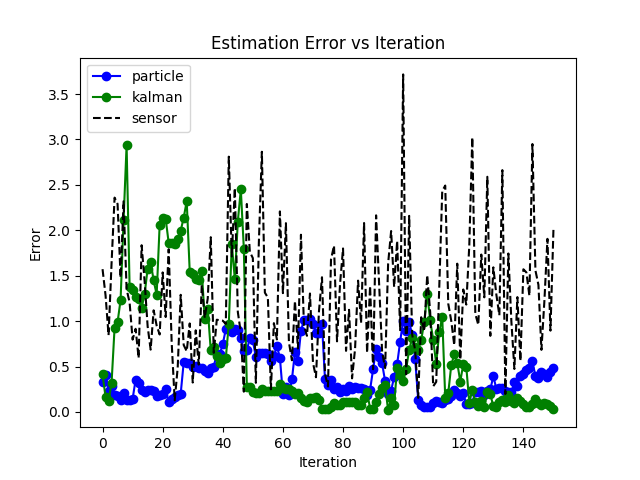 Estimation Error vs Iteration
particle
kalman
sensor
Error
3.5
3.0
2.5
2.0
1.5
1.0
0.5
0.0
0 20 40 60 80 100 120 140
Iteration